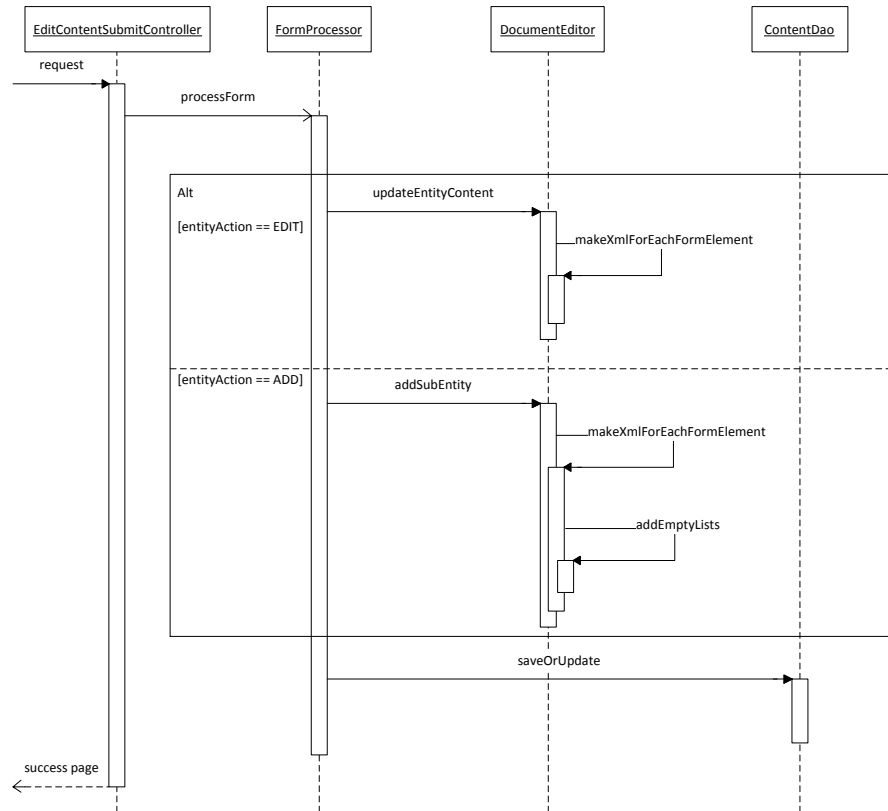 EditContentSubmitController
FormProcessor
DocumentEditor
ContentDao
request
processForm
Alt
updateEntityContent
[entityAction == EDIT]
makeXmlForEachFormElement
[entityAction == ADD]
addSubEntity
makeXmlForEachFormElement
addEmptyLists
saveOrUpdate
success page